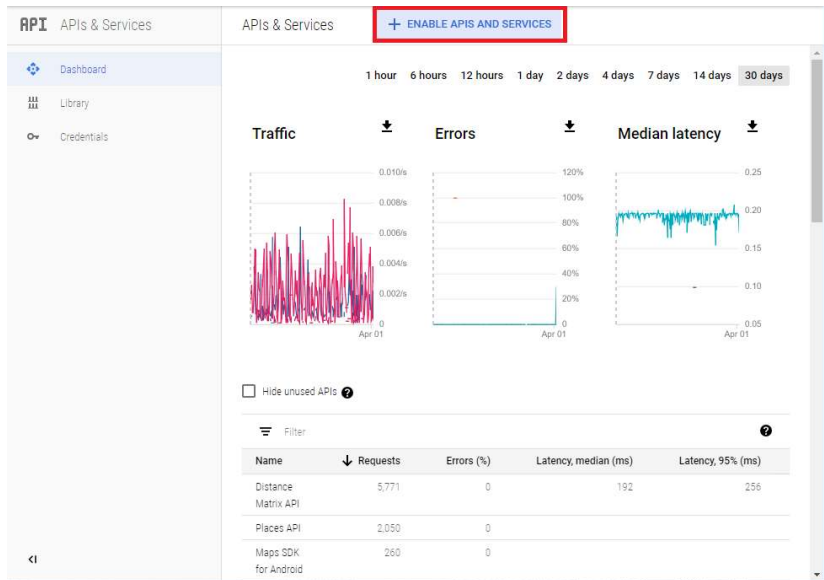 API APIs & Services
APIs & Services
+ ENABLE APIS AND SERVICES
Dashboard
Library
Credentials
1 hour 6 hours 12 hours 1 day 2 days 4 days 7 days 14 days 30 days
Traffic
Errors
Median latency
0.010/s
0.008/s
0.006/s
0.004/s
0.002/s
0
Apr 01
120%
100%
80%
60%
40%
20%
0
Apr 01
0.25
0.20
0.15
0.10
0.05
Apr 01
Hide unused APIs ?
Filter
?
Name Requests Errors (%) Latency, median (ms) Latency, 95% (ms)
Distance 5,771 0 192 256
Matrix API
Places API 2,050 0
Maps SDK 260 0
for Android